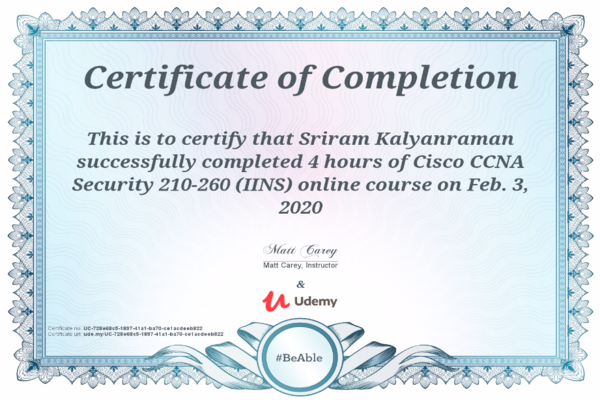 Certificate of Completion
This is to certify that Sriram Kalyanraman
successfully completed 4 hours of Cisco CCNA
Security 210-260 (IINS) online course on Feb. 3,
2020
Matt Carey
Matt Carey, Instructor
&
Udemy
Certificate no: UC-728e68c5-1897-41a1-ba70-ce1acdeeb822
Certificate url: ude.my/UC-728e68c5-1897-41a1-ba70-ce1acdeeb822
#BeAble